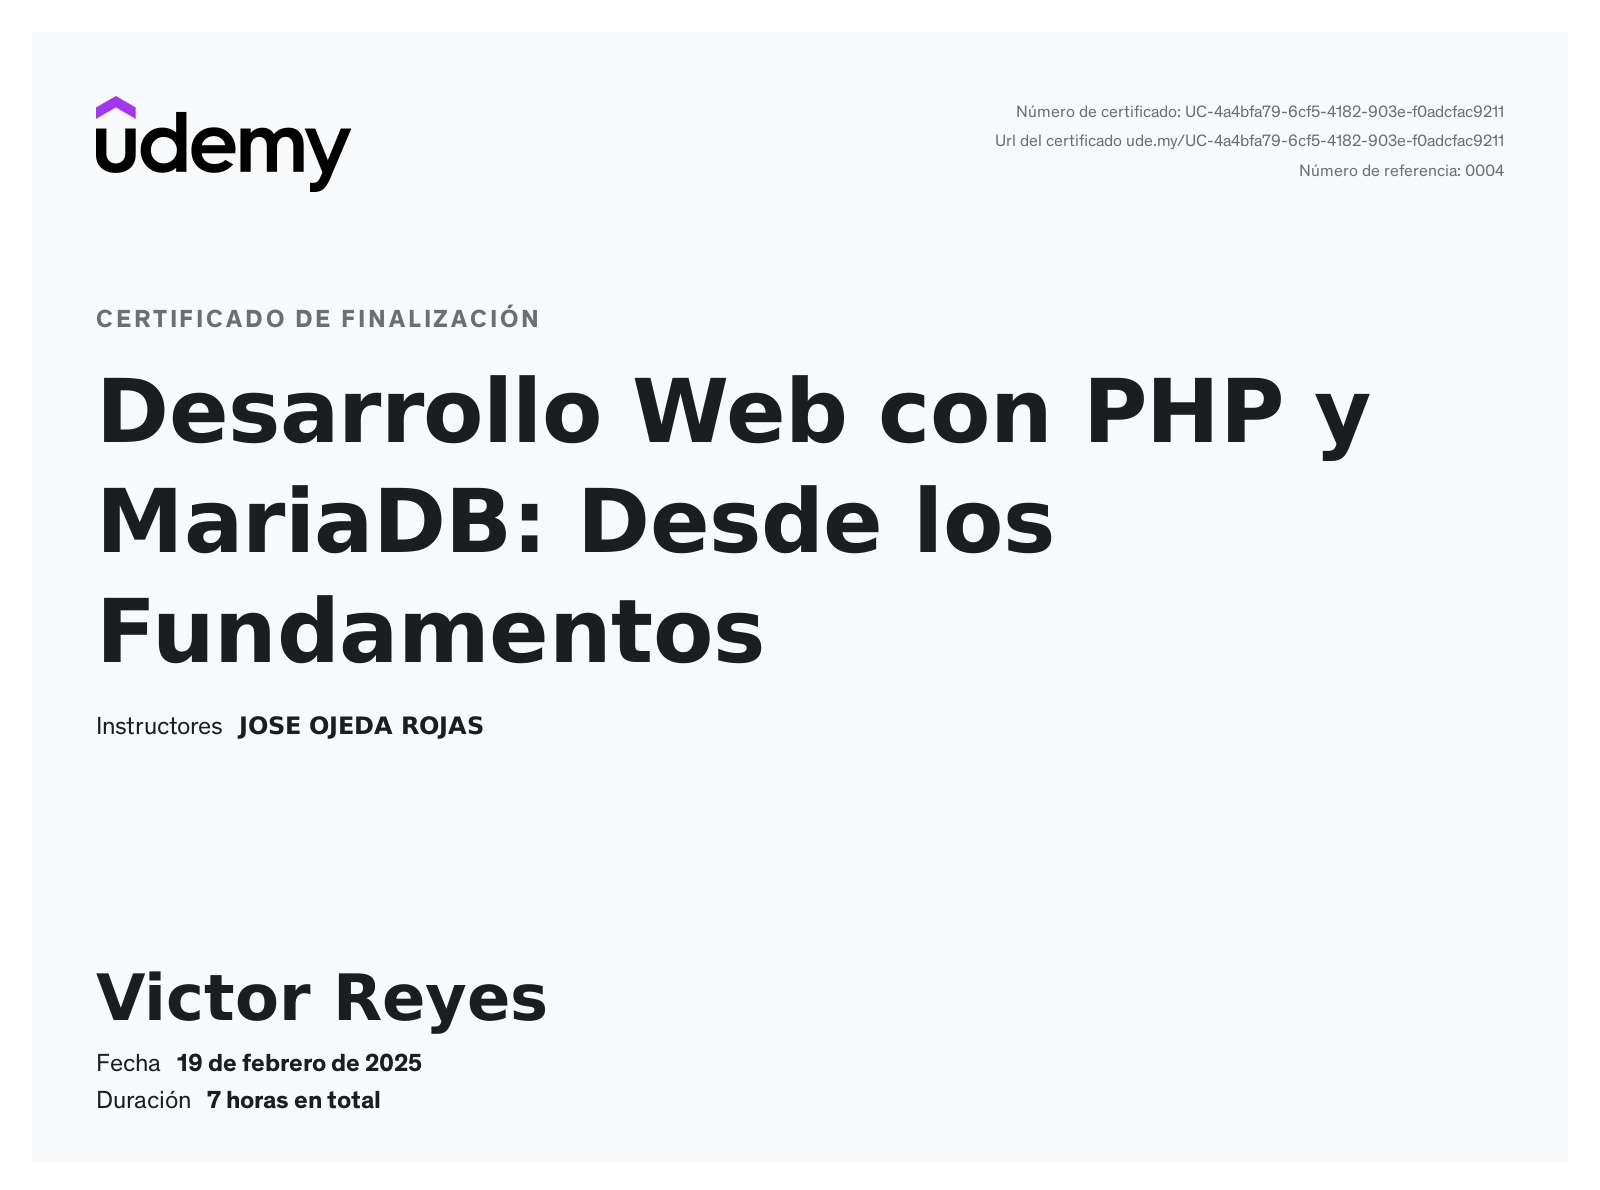 udemy
Número de certificado: UC-4a4bfa79-6cf5-4182-903e-f0adcfac9211
Url del certificado ude.my/UC-4a4bfa79-6cf5-4182-903e-f0adcfac9211
Número de referencia: 0004
CERTIFICADO DE FINALIZACIÓN
Desarrollo Web con PHP y
MariaDB: Desde los
Fundamentos
Instructores JOSE OJEDA ROJAS
Victor Reyes
Fecha 19 de febrero de 2025
Duración 7 horas en total